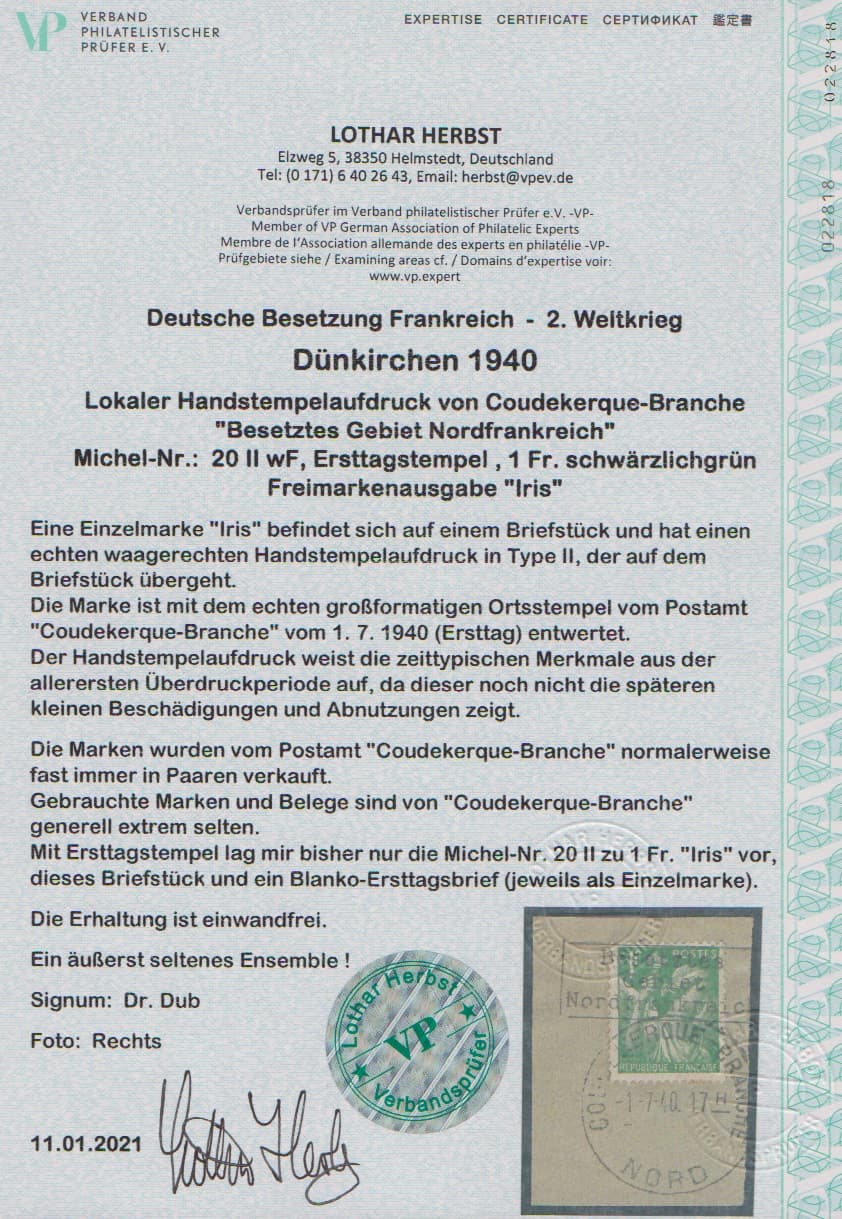 VP
VERBAND
PHILATELISTISCHER
PRÜFER E. V.
EXPERTISE CERTIFICATE СЕРТИФИКАТ 鑑定書
022818
022818
LOTHAR HERBST
Elzweg 5, 38350 Helmstedt, Deutschland
Tel: (0 171) 6 40 26 43, Email: herbst@vpev.de
Verbandsprüfer im Verband philatelistischer Prüfer e.V. -VP-
Member of VP German Association of Philatelic Experts
Membre de l'Association allemande des experts en philatélie -VP-
Prüfgebiete siehe / Examining areas cf. / Domains d'expertise voir:
www.vp.expert
Deutsche Besetzung Frankreich - 2. Weltkrieg
Dünkirchen 1940
Lokaler Handstempelaufdruck von Coudekerque-Branche
"Besetztes Gebiet Nordfrankreich"
Michel-Nr.: 20 II wF, Ersttagstempel , 1 Fr. schwärzlichgrün
Freimarkenausgabe "Iris"
Eine Einzelmarke "Iris" befindet sich auf einem Briefstück und hat einen
echten waagerechten Handstempelaufdruck in Type II, der auf dem
Briefstück übergeht.
Die Marke ist mit dem echten großformatigen Ortsstempel vom Postamt
"Coudekerque-Branche" vom 1. 7. 1940 (Ersttag) entwertet.
Der Handstempelaufdruck weist die zeittypischen Merkmale aus der
allerersten Überdruckperiode auf, da dieser noch nicht die späteren
kleinen Beschädigungen und Abnutzungen zeigt.
Die Marken wurden vom Postamt "Coudekerque-Branche" normalerweise
fast immer in Paaren verkauft.
Gebrauchte Marken und Belege sind von "Coudekerque-Branche"
generell extrem selten.
Mit Ersttagstempel lag mir bisher nur die Michel-Nr. 20 II zu 1 Fr. "Iris" vor,
dieses Briefstück und ein Blanko-Ersttagsbrief (jeweils als Einzelmarke).
Die Erhaltung ist einwandfrei.
Ein äußerst seltenes Ensemble !
Signum: Dr. Dub
Foto: Rechts
11.01.2021
Lothar Herbst
Lothar Herbst
VP
Verbandsprüfer
POSTES
Besetztes
Gebiet
Nordfrankreich
REPUBLIQUE FRANÇAISE
-1-7-40. 17H
NORD